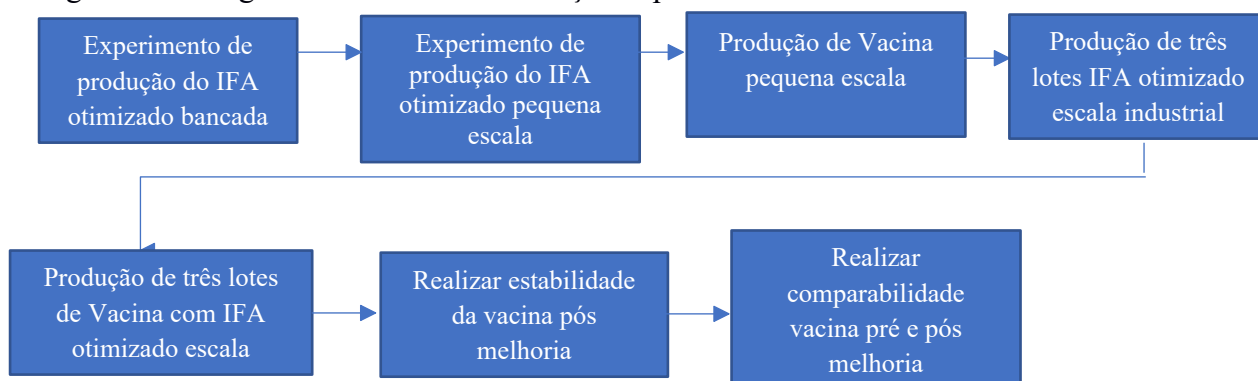 Experimento de
produção do IFA
otimizado bancada
Experimento de
produção do IFA
otimizado pequena
escala
Produção de Vacina
pequena escala
Produção de três
lotes IFA otimizado
escala industrial
Produção de três lotes
de Vacina com IFA
otimizado escala
Realizar estabilidade
da vacina pós
melhoria
Realizar
comparabilidade
vacina pré e pós
melhoria